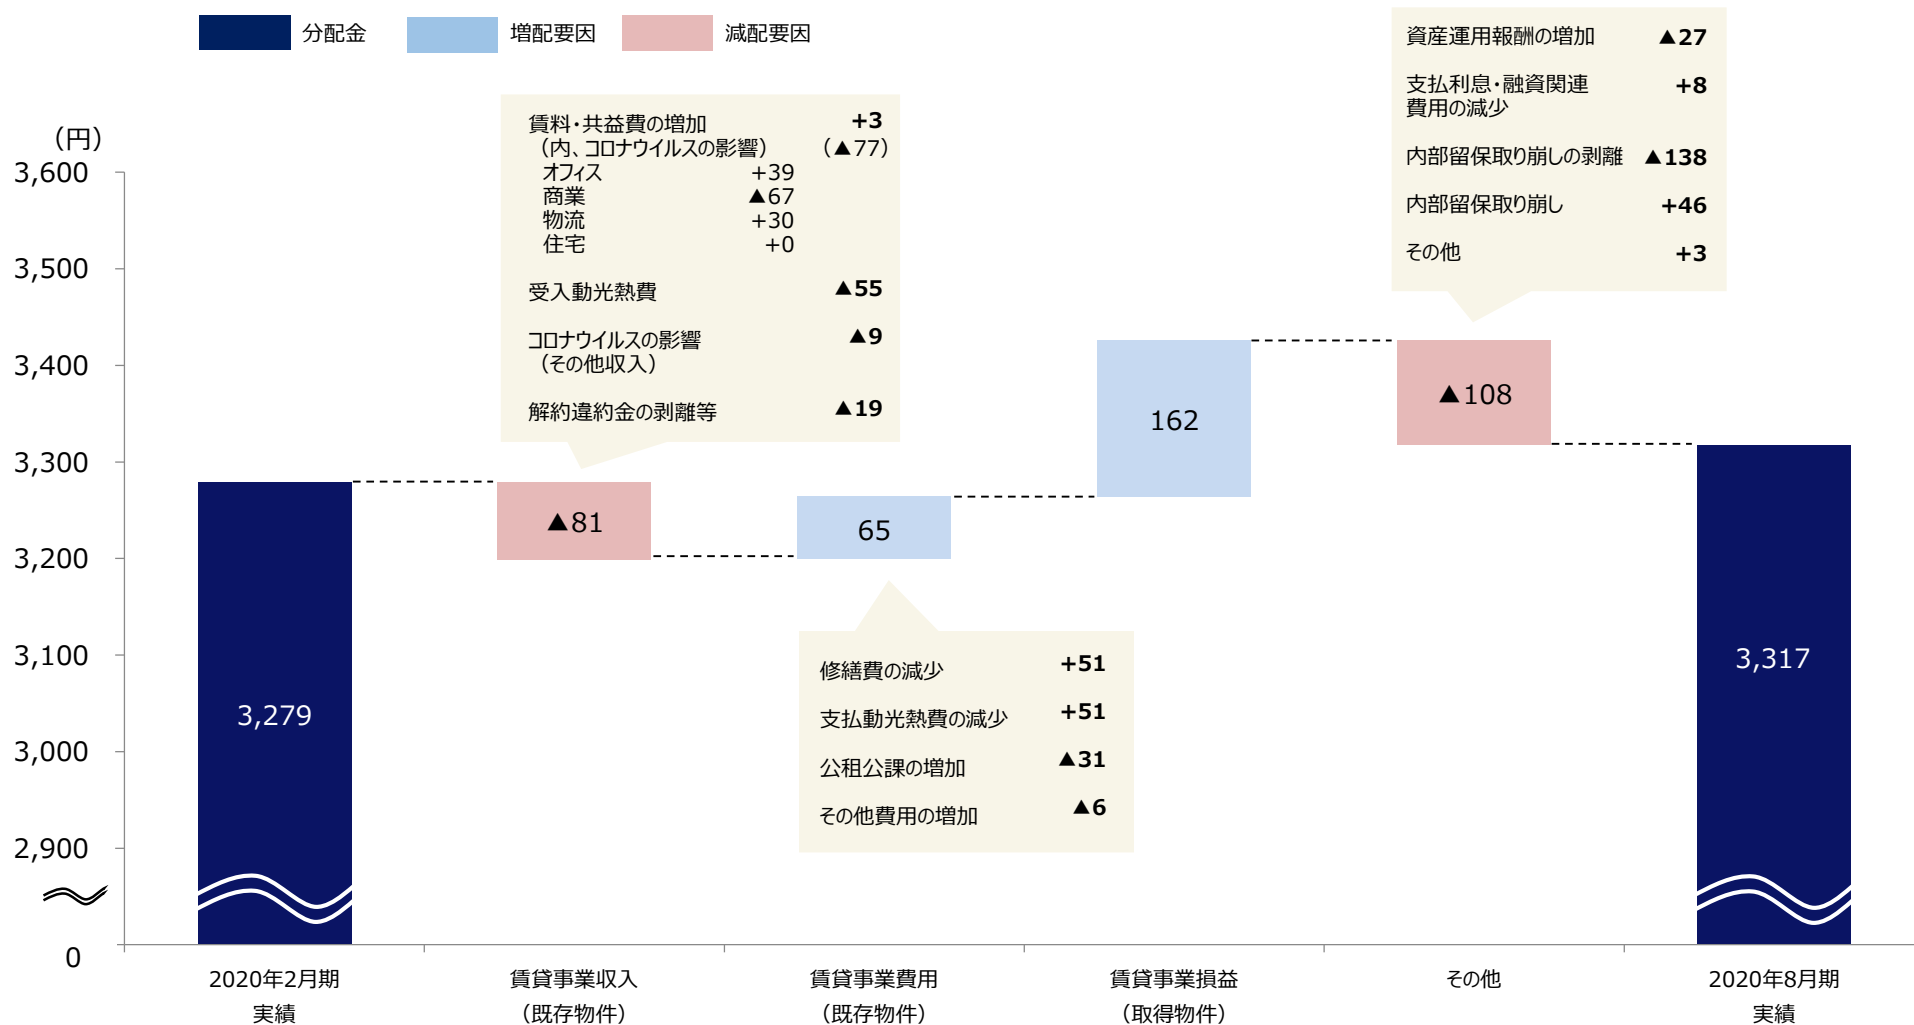 分配金 増配要因 減配要因
(円)
3,600
3,500
3,400
3,300
3,200
3,100
3,000
2,900
0
賃料・共益費の増加 +3
(内、コロナウイルスの影響) (▲77)
オフィス +39
商業 ▲67
物流 +30
住宅 +0
受入動光熱費 ▲55
コロナウイルスの影響 ▲9
(その他収入)
解約違約金の剥離等 ▲19
資産運用報酬の増加 ▲27
支払利息・融資関連 +8
費用の減少
内部留保取り崩しの剥離 ▲138
内部留保取り崩し +46
その他 +3
3,279
▲81
65
162
▲108
3,317
修繕費の減少 +51
支払動光熱費の減少 +51
公租公課の増加 ▲31
その他費用の増加 ▲6
2020年2月期
実績
賃貸事業収入
(既存物件)
賃貸事業費用
(既存物件)
賃貸事業損益
(取得物件)
その他
2020年8月期
実績